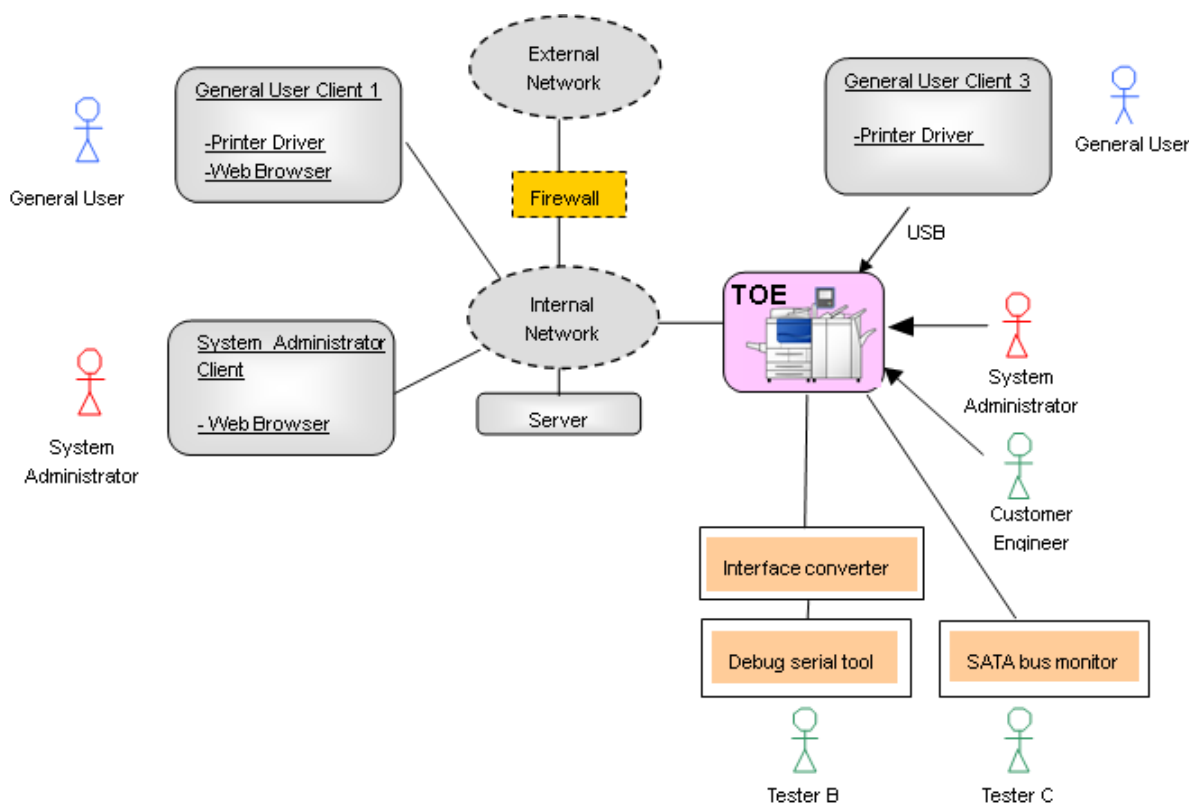 External
Network
General User Client 1
-Printer Driver
-Web Browser
General User
General User Client 3
-Printer Driver
General User
Firewall
USB
TOE
Internal
Network
System Administrator
Client
- Web Browser
System
Administrator
Server
System
Administrator
Customer
Engineer
Interface converter
Debug serial tool
SATA bus monitor
Tester B
Tester C